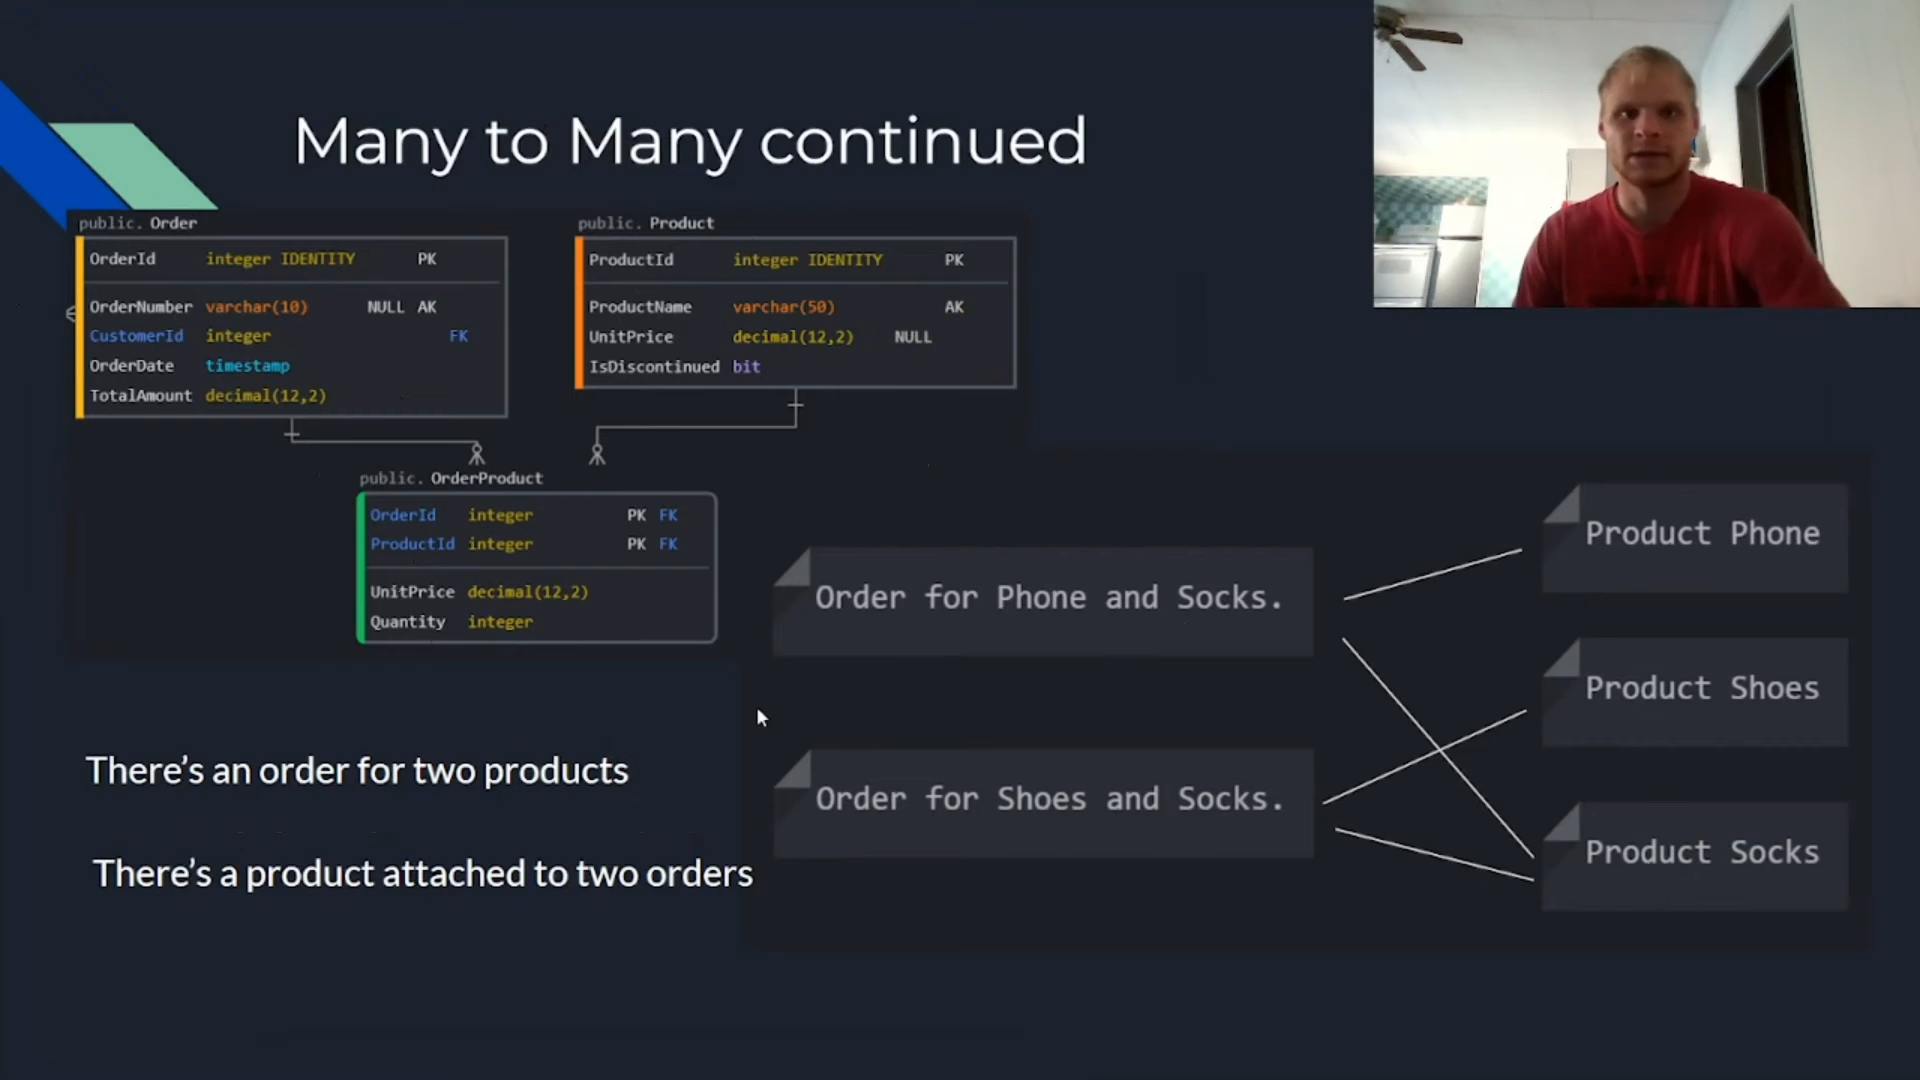 Many to Many continued
public. Order
OrderId integer IDENTITY PK
OrderNumber varchar(10) NULL AK
CustomerId integer FK
OrderDate timestamp
TotalAmount decimal(12,2)
public. Product
ProductId integer IDENTITY PK
ProductName varchar(50) AK
UnitPrice decimal(12,2) NULL
IsDiscontinued bit
public. OrderProduct
OrderId integer PK FK
ProductId integer PK FK
UnitPrice decimal(12,2)
Quantity integer
Order for Phone and Socks.
Order for Shoes and Socks.
Product Phone
Product Shoes
Product Socks
There’s an order for two products
There’s a product attached to two orders